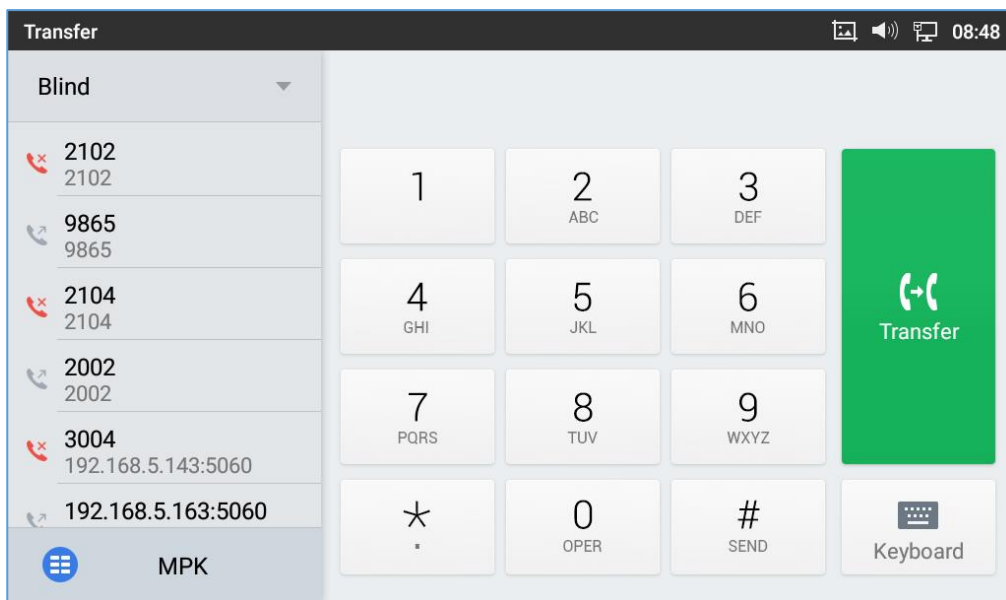 Transfer
08:48
Blind
2102
2102
9865
9865
2104
2104
2002
2002
3004
192.168.5.143:5060
192.168.5.163:5060
MPK
1
2
ABC
3
DEF
4
GHI
5
JKL
6
MNO
7
PQRS
8
TUV
9
WXYZ
*
.
0
OPER
#
SEND
Transfer
Keyboard